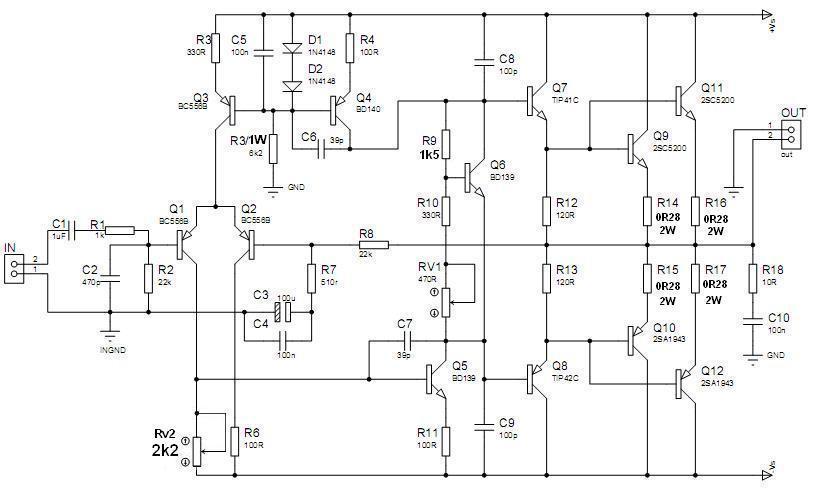 +Vs
R3
330R
C5
100n
D1
1N4148
D2
1N4148
R4
100R
Q3
BC556B
Q4
BD140
C6
39p
R3/1W
6k2
GND
C8
100p
Q7
TIP41C
Q11
2SC5200
Q9
2SC5200
OUT
1
2
out
GND
R9
1k5
Q6
BD139
R10
330R
R12
120R
R14
0R28
2W
R16
0R28
2W
Q1
BC556B
Q2
BC556B
C1
1uF
R1
1k
IN
2
1
C2
470p
R2
22k
INGND
R8
22k
R7
510r
C3
100u
C4
100n
RV1
470R
R13
120R
R15
0R28
2W
R17
0R28
2W
R18
10R
C10
100n
GND
C7
39p
Q5
BD139
Q8
TIP42C
Q10
2SA1943
Q12
2SA1943
Rv2
2k2
R6
100R
R11
100R
C9
100p
-Vs